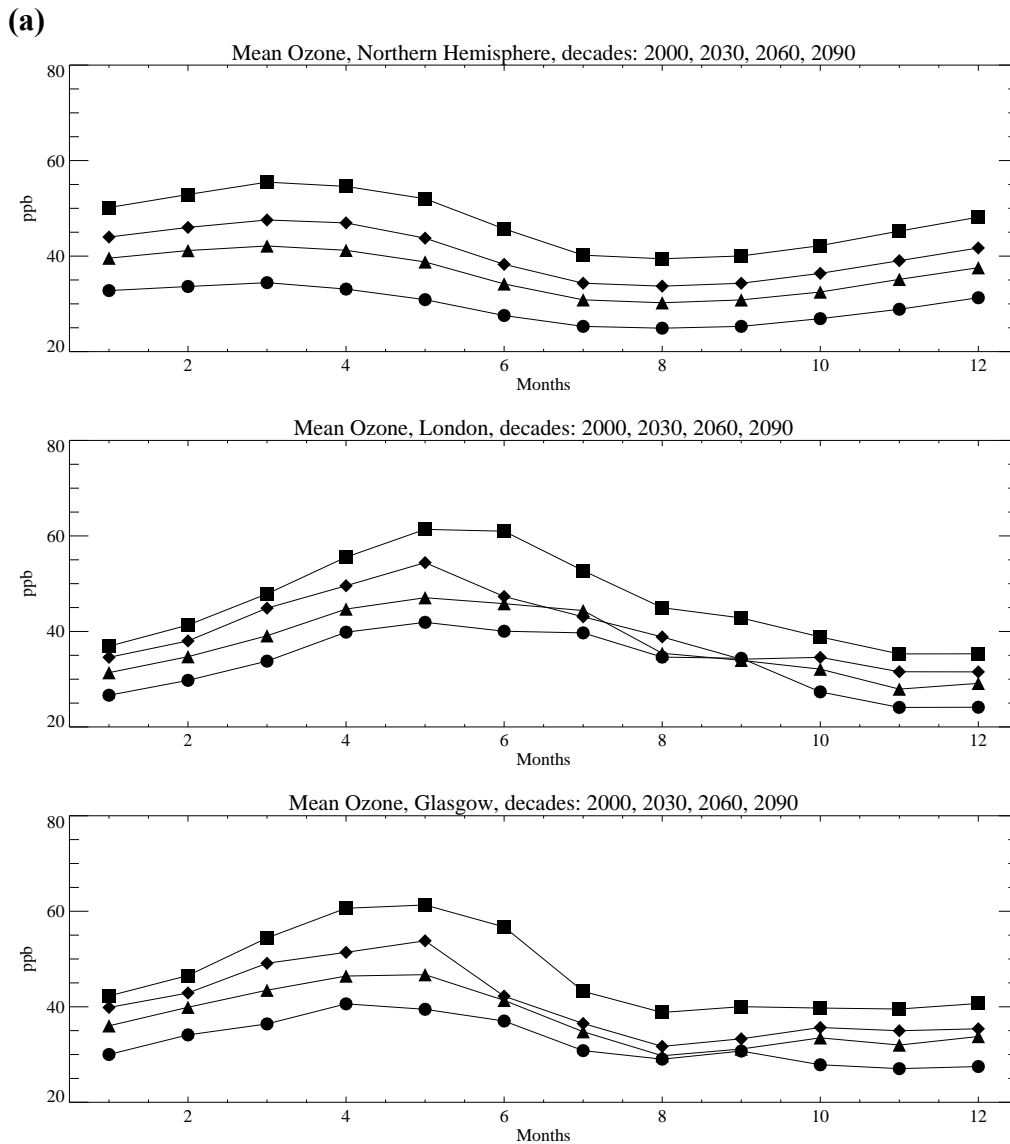 (a)
Mean Ozone, Northern Hemisphere, decades: 2000, 2030, 2060, 2090
80
60
40
20
ppb
2 4 6 8 10 12
Months
Mean Ozone, London, decades: 2000, 2030, 2060, 2090
80
60
40
20
ppb
2 4 6 8 10 12
Months
Mean Ozone, Glasgow, decades: 2000, 2030, 2060, 2090
80
60
40
20
ppb
2 4 6 8 10 12
Months